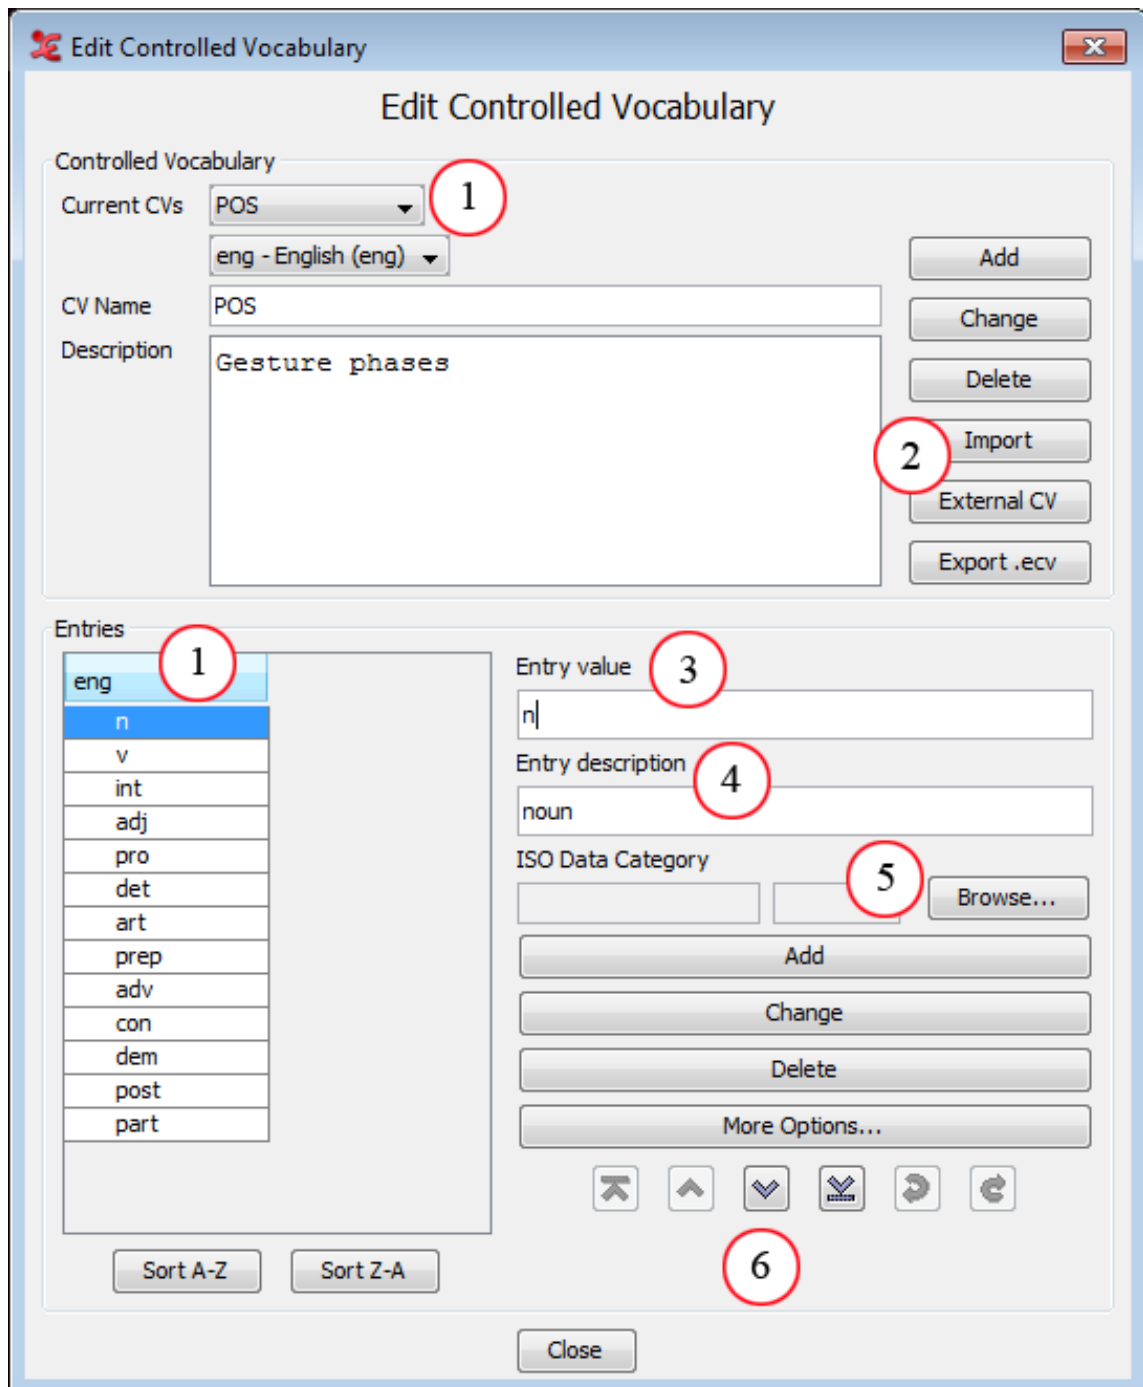 Edit Controlled Vocabulary
Edit Controlled Vocabulary
Controlled Vocabulary
Current CVs POS 1
eng - English (eng)
Add
CV Name POS
Change
Description Gesture phases
Delete
Import
2
External CV
Export .ecv
Entries
1
eng
n
v
int
adj
pro
det
art
prep
adv
con
dem
post
part
Sort A-Z Sort Z-A
Entry value 3
n
Entry description 4
noun
ISO Data Category 5
Browse...
Add
Change
Delete
More Options...
6
Close